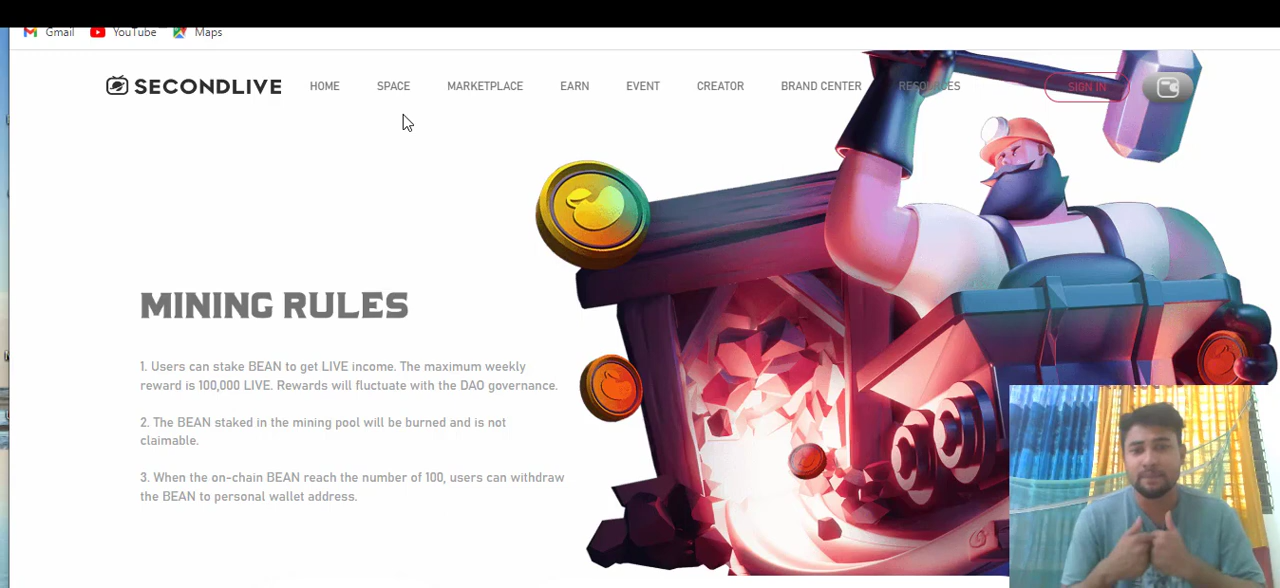 Gmail YouTube Maps
SECONDLIVE HOME SPACE MARKETPLACE EARN EVENT CREATOR BRAND CENTER RESOURCES SIGN IN
MINING RULES
1. Users can stake BEAN to get LIVE income. The maximum weekly
reward is 100,000 LIVE. Rewards will fluctuate with the DAO governance.
2. The BEAN staked in the mining pool will be burned and is not
claimable.
3. When the on-chain BEAN reach the number of 100, users can withdraw
the BEAN to personal wallet address.